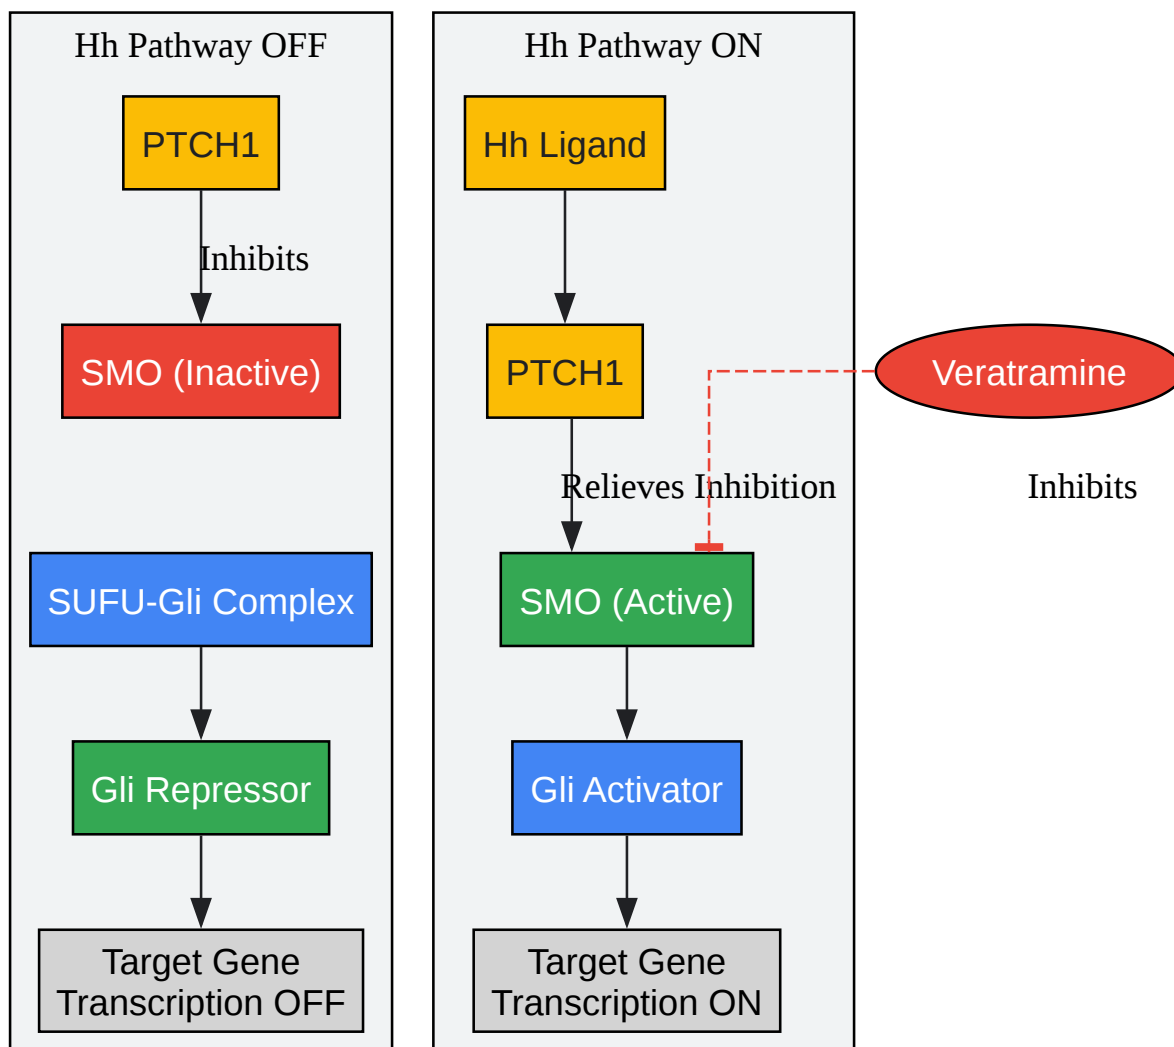 Hh Pathway OFF
PTCH1
Inhibits
SMO (Inactive)
SUFU-Gli Complex
Gli Repressor
Target Gene
Transcription OFF
Hh Pathway ON
Hh Ligand
PTCH1
Relieves Inhibition
SMO (Active)
Gli Activator
Target Gene
Transcription ON
Veratramine
Inhibits